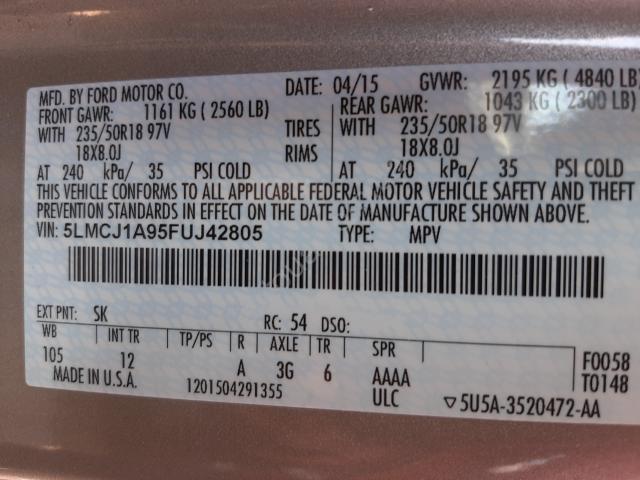 MFD. BY FORD MOTOR CO. DATE: 04/15 GVWR: 2195 KG ( 4840 LB)
FRONT GAWR: 1161 KG ( 2560 LB) REAR GAWR: 1043 KG ( 2300 LB)
WITH 235/50R18 97V TIRES WITH 235/50R18 97V
18X8.0J RIMS 18X8.0J
AT 240 kPa/ 35 PSI COLD AT 240 kPa/ 35 PSI COLD
THIS VEHICLE CONFORMS TO ALL APPLICABLE FEDERAL MOTOR VEHICLE SAFETY AND THEFT
PREVENTION STANDARDS IN EFFECT ON THE DATE OF MANUFACTURE SHOWN ABOVE.
VIN: 5LMCJ1A95FUJ42805 TYPE: MPV
EXT PNT: SK RC: 54 DSO:
WB INT TR TP/PS R AXLE TR SPR
105 12 A 3G 6 AAAA F0058
MADE IN U.S.A. 1201504291355 ULC T0148
▽5U5A-3520472-AA